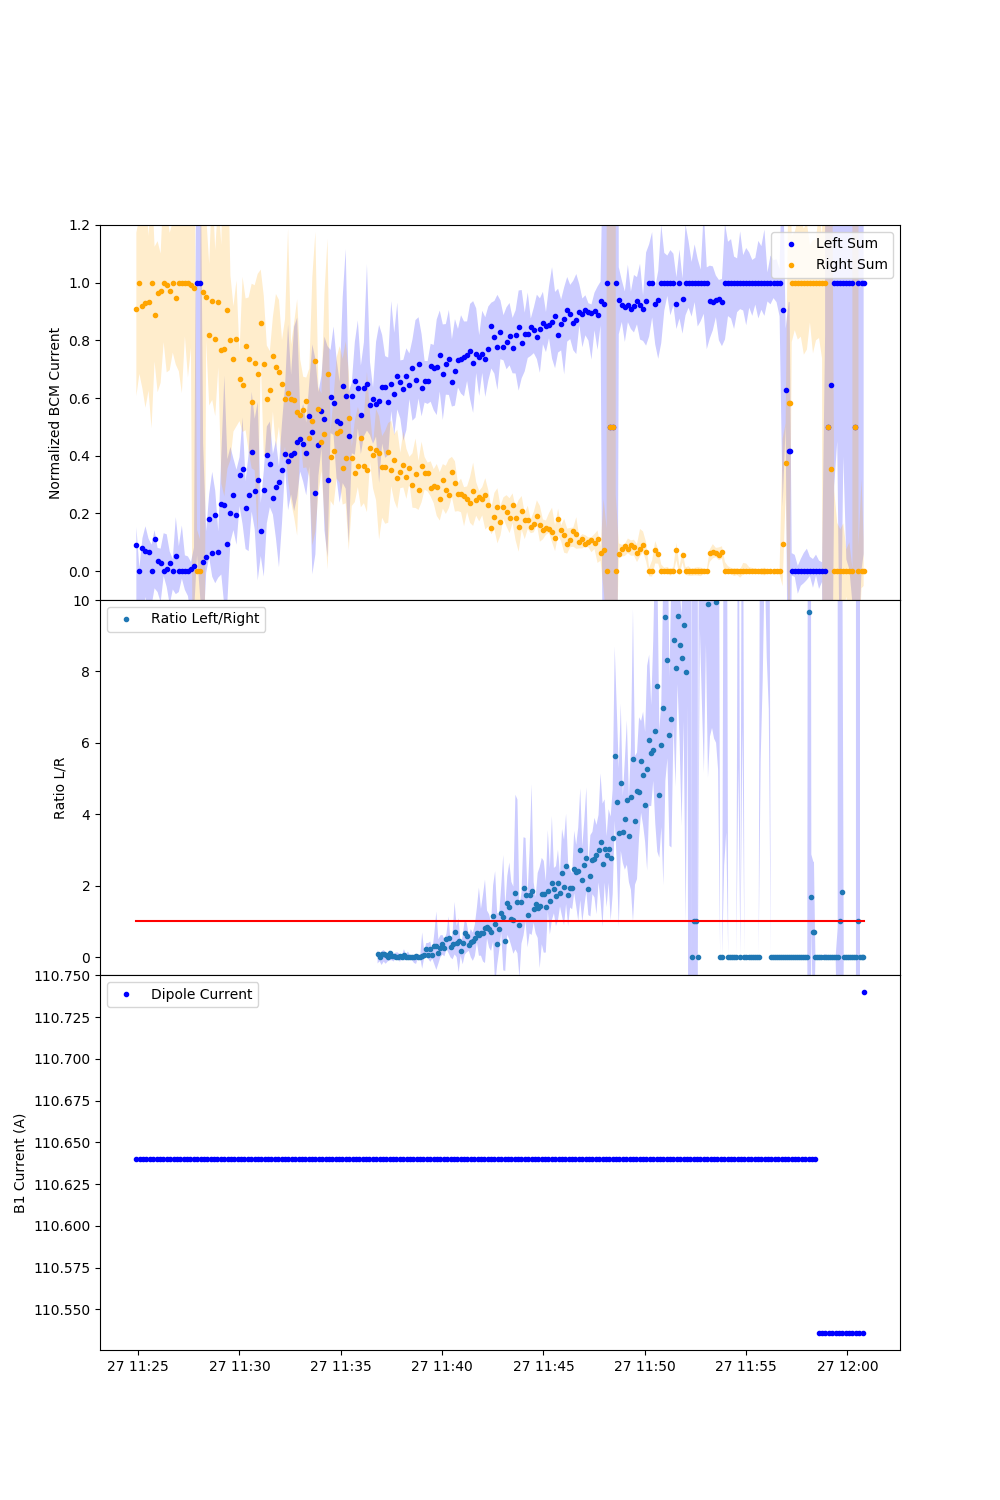 Normalized BCM Current
1.2
1.0
0.8
0.6
0.4
0.2
0.0
Left Sum
Right Sum
Ratio L/R
10
8
6
4
2
0
Ratio Left/Right
B1 Current (A)
110.750
110.725
110.700
110.675
110.650
110.625
110.600
110.575
110.550
Dipole Current
27 11:25 27 11:30 27 11:35 27 11:40 27 11:45 27 11:50 27 11:55 27 12:00